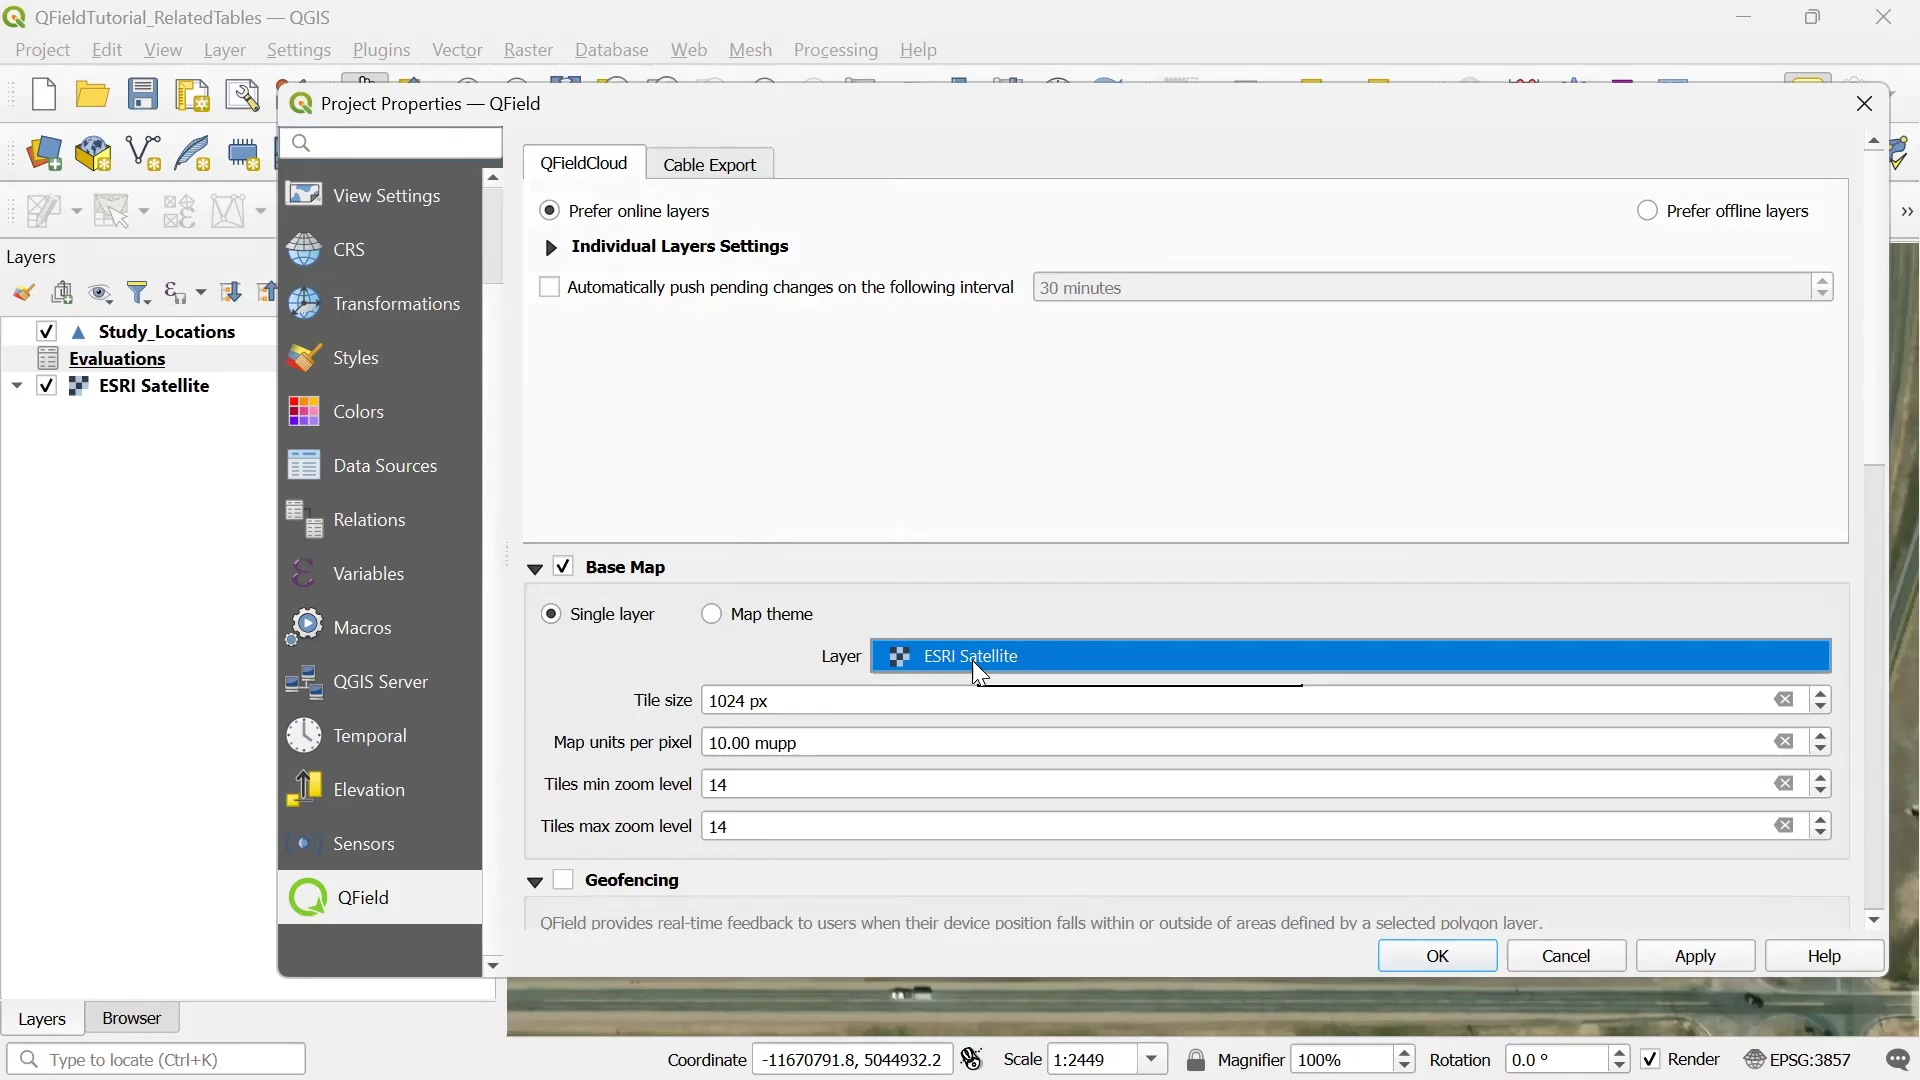 QFieldTutorial_RelatedTables — QGIS
Project Edit View Layer Settings Plugins Vector Raster Database Web Mesh Processing Help
Project Properties — QField
QFieldCloud Cable Export
View Settings
CRS
Transformations
Styles
Colors
Data Sources
Relations
Variables
Macros
QGIS Server
Temporal
Elevation
Sensors
QField
Prefer online layers Prefer offline layers
Individual Layers Settings
Automatically push pending changes on the following interval 30 minutes
Layers
Study_Locations
Evaluations
ESRI Satellite
Base Map
Single layer Map theme
Layer ESRI Satellite
Tile size 1024 px
Map units per pixel 10.00 mupp
Tiles min zoom level 14
Tiles max zoom level 14
Geofencing
QField provides real-time feedback to users when their device position falls within or outside of areas defined by a selected polygon layer.
OK Cancel Apply Help
Layers Browser
Type to locate (Ctrl+K) Coordinate -11670791.8, 5044932.2 Scale 1:2449 Magnifier 100% Rotation 0.0 ° Render EPSG:3857